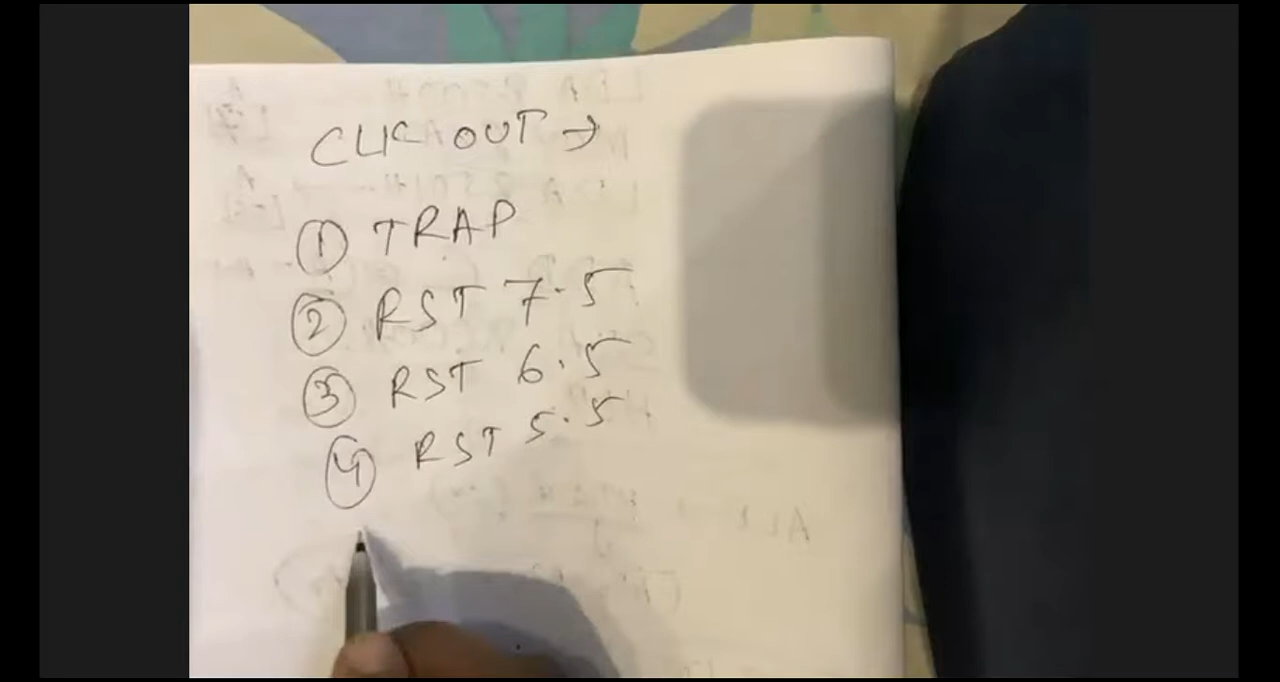 CLK OUT →
① TRAP
② RST 7.5
③ RST 6.5
④ RST 5.5